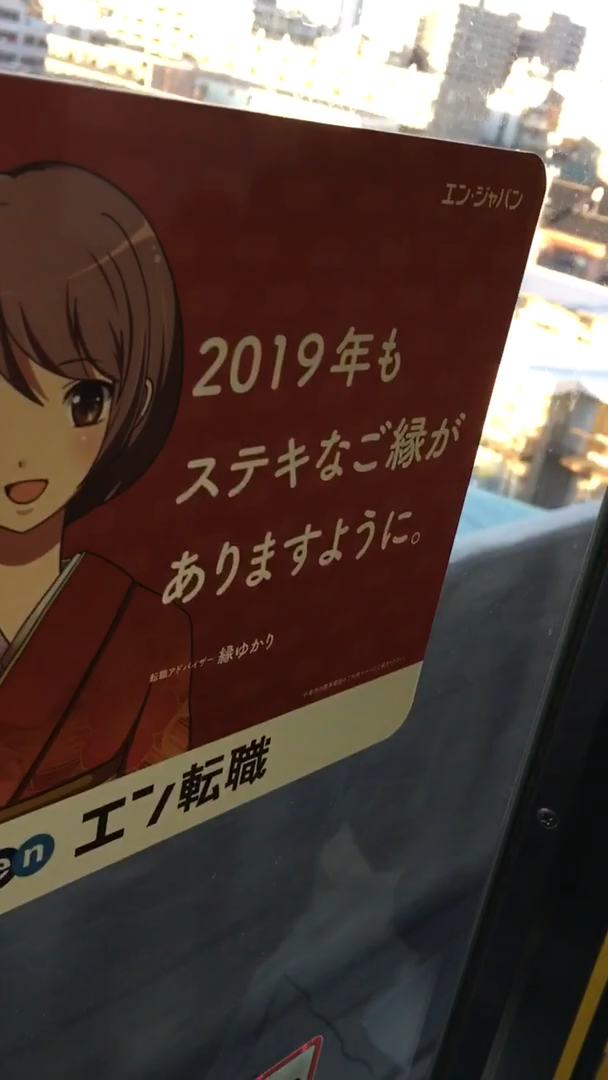 エン・ジャパン
2019年も
ステキなご縁が
ありますように。
転職アドバイザー 縁ゆかり
en エン転職